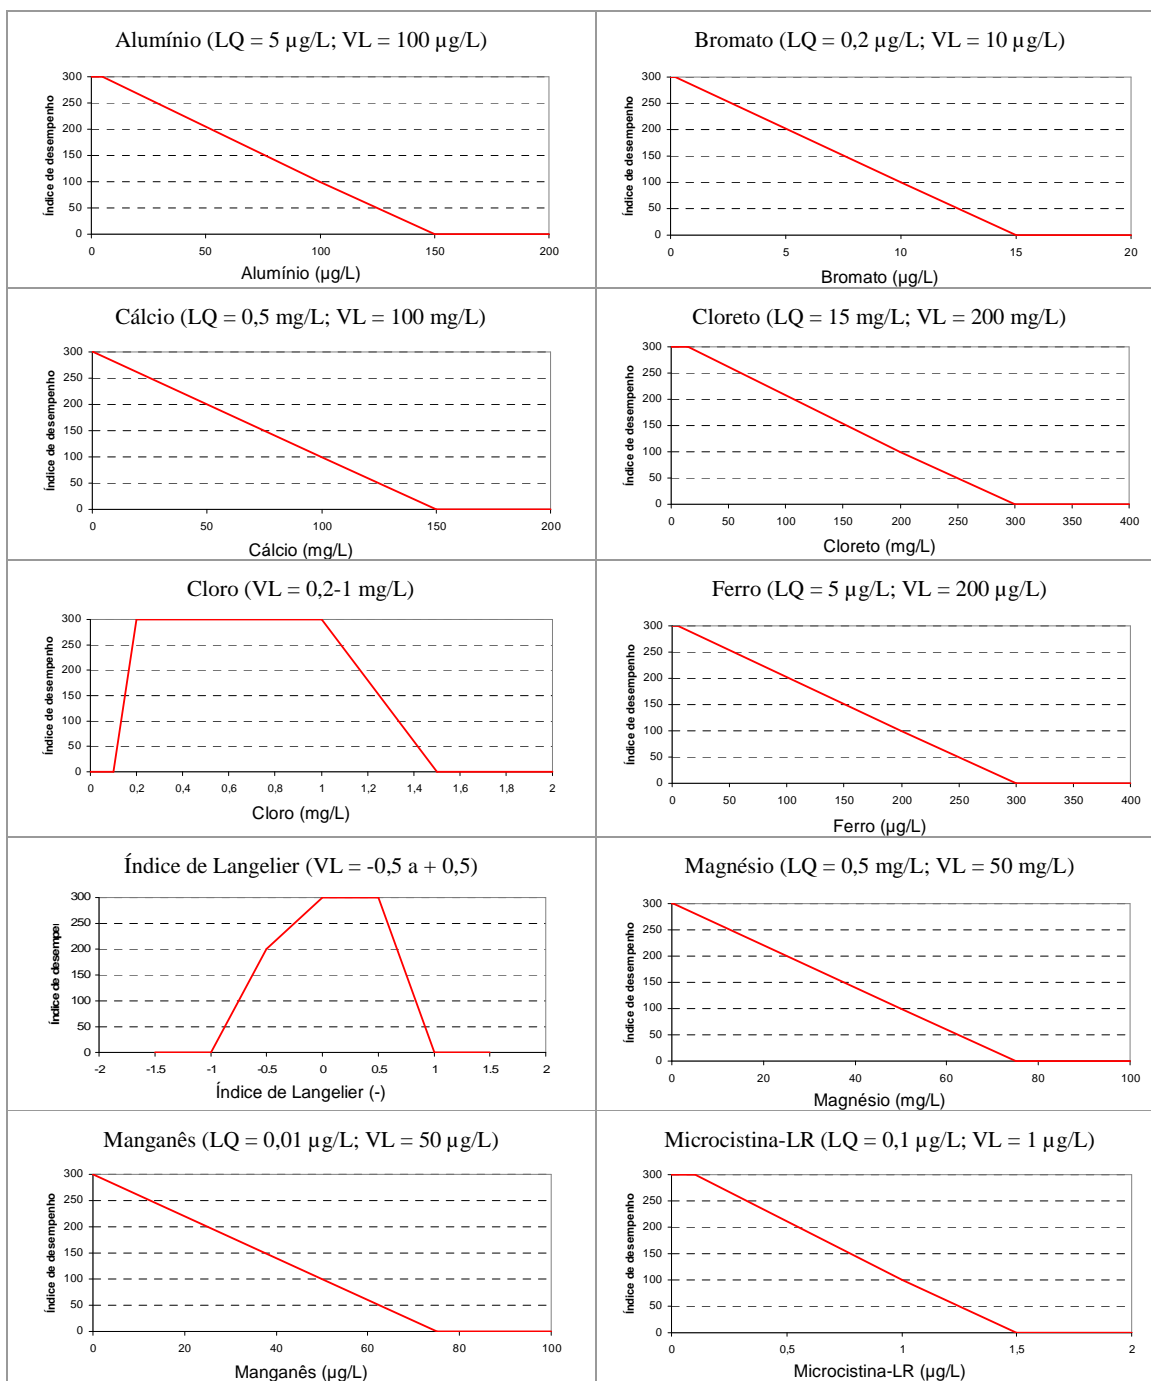 Alumínio (LQ = 5 µg/L; VL = 100 µg/L)
Índice de desempenho
300
250
200
150
100
50
0
0 50 100 150 200
Alumínio (µg/L)
Bromato (LQ = 0,2 µg/L; VL = 10 µg/L)
Índice de desempenho
300
250
200
150
100
50
0
0 5 10 15 20
Bromato (µg/L)
Cálcio (LQ = 0,5 mg/L; VL = 100 mg/L)
Índice de desempenho
300
250
200
150
100
50
0
0 50 100 150 200
Cálcio (mg/L)
Cloreto (LQ = 15 mg/L; VL = 200 mg/L)
Índice de desempenho
300
250
200
150
100
50
0
0 50 100 150 200 250 300 350 400
Cloreto (mg/L)
Cloro (VL = 0,2-1 mg/L)
Índice de desempenho
300
250
200
150
100
50
0
0 0,2 0,4 0,6 0,8 1 1,2 1,4 1,6 1,8 2
Cloro (mg/L)
Ferro (LQ = 5 µg/L; VL = 200 µg/L)
Índice de desempenho
300
250
200
150
100
50
0
0 50 100 150 200 250 300 350 400
Ferro (µg/L)
Índice de Langelier (VL = -0,5 a + 0,5)
Índice de desempe
300
250
200
150
100
50
0
-2 -1.5 -1 -0.5 0 0.5 1 1.5 2
Índice de Langelier (-)
Magnésio (LQ = 0,5 mg/L; VL = 50 mg/L)
Índice de desempenho
300
250
200
150
100
50
0
0 20 40 60 80 100
Magnésio (mg/L)
Manganês (LQ = 0,01 µg/L; VL = 50 µg/L)
Índice de desempenho
300
250
200
150
100
50
0
0 20 40 60 80 100
Manganês (µg/L)
Microcistina-LR (LQ = 0,1 µg/L; VL = 1 µg/L)
Índice de desempenho
300
250
200
150
100
50
0
0 0,5 1 1,5 2
Microcistina-LR (µg/L)